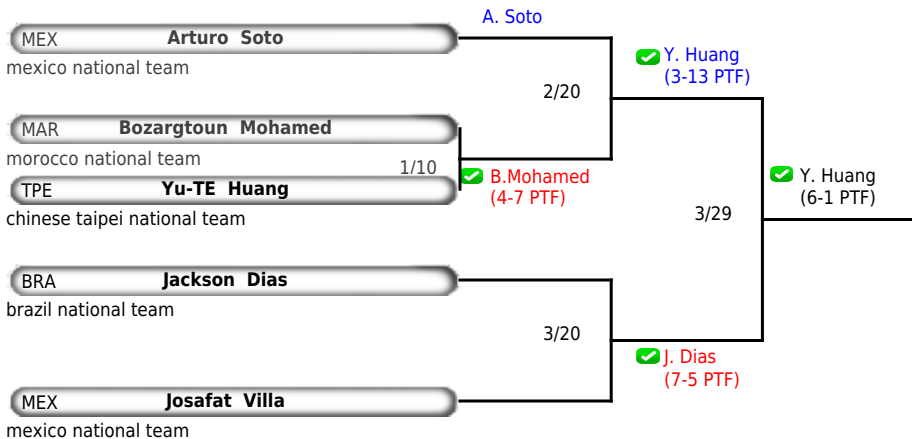 A. Soto
MEX Arturo Soto
mexico national team
Y. Huang
(3-13 PTF)
2/20
MAR Bozargtoun Mohamed
morocco national team
1/10
B.Mohamed
(4-7 PTF)
TPE Yu-TE Huang
chinese taipei national team
Y. Huang
(6-1 PTF)
3/29
BRA Jackson Dias
brazil national team
3/20
J. Dias
(7-5 PTF)
MEX Josafat Villa
mexico national team